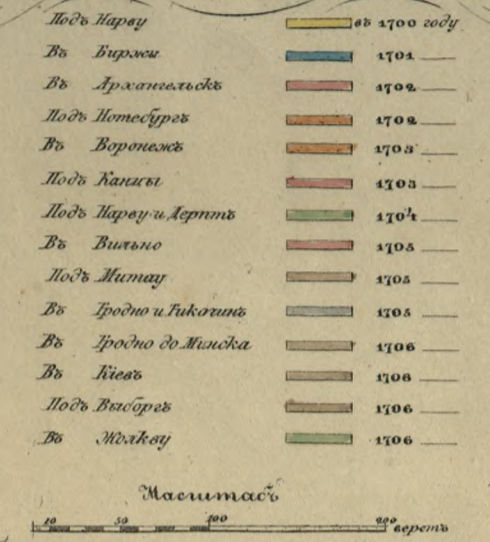 Подъ Нарву въ 1700 году
Въ Биржи 1701
Въ Архангельскъ 1702
Подъ Нотебургъ 1702
Въ Воронежъ 1703
Подъ Канцы 1703
Подъ Нарву и Дерптъ 1704
Въ Вильно 1705
Подъ Митау 1705
Въ Гродно и Тикочинъ 1705
Въ Гродно до Минска 1706
Въ Кіевъ 1706
Подъ Выборгъ 1706
Въ Жолкву 1706
Масштабъ
10 50 100 200 верстъ